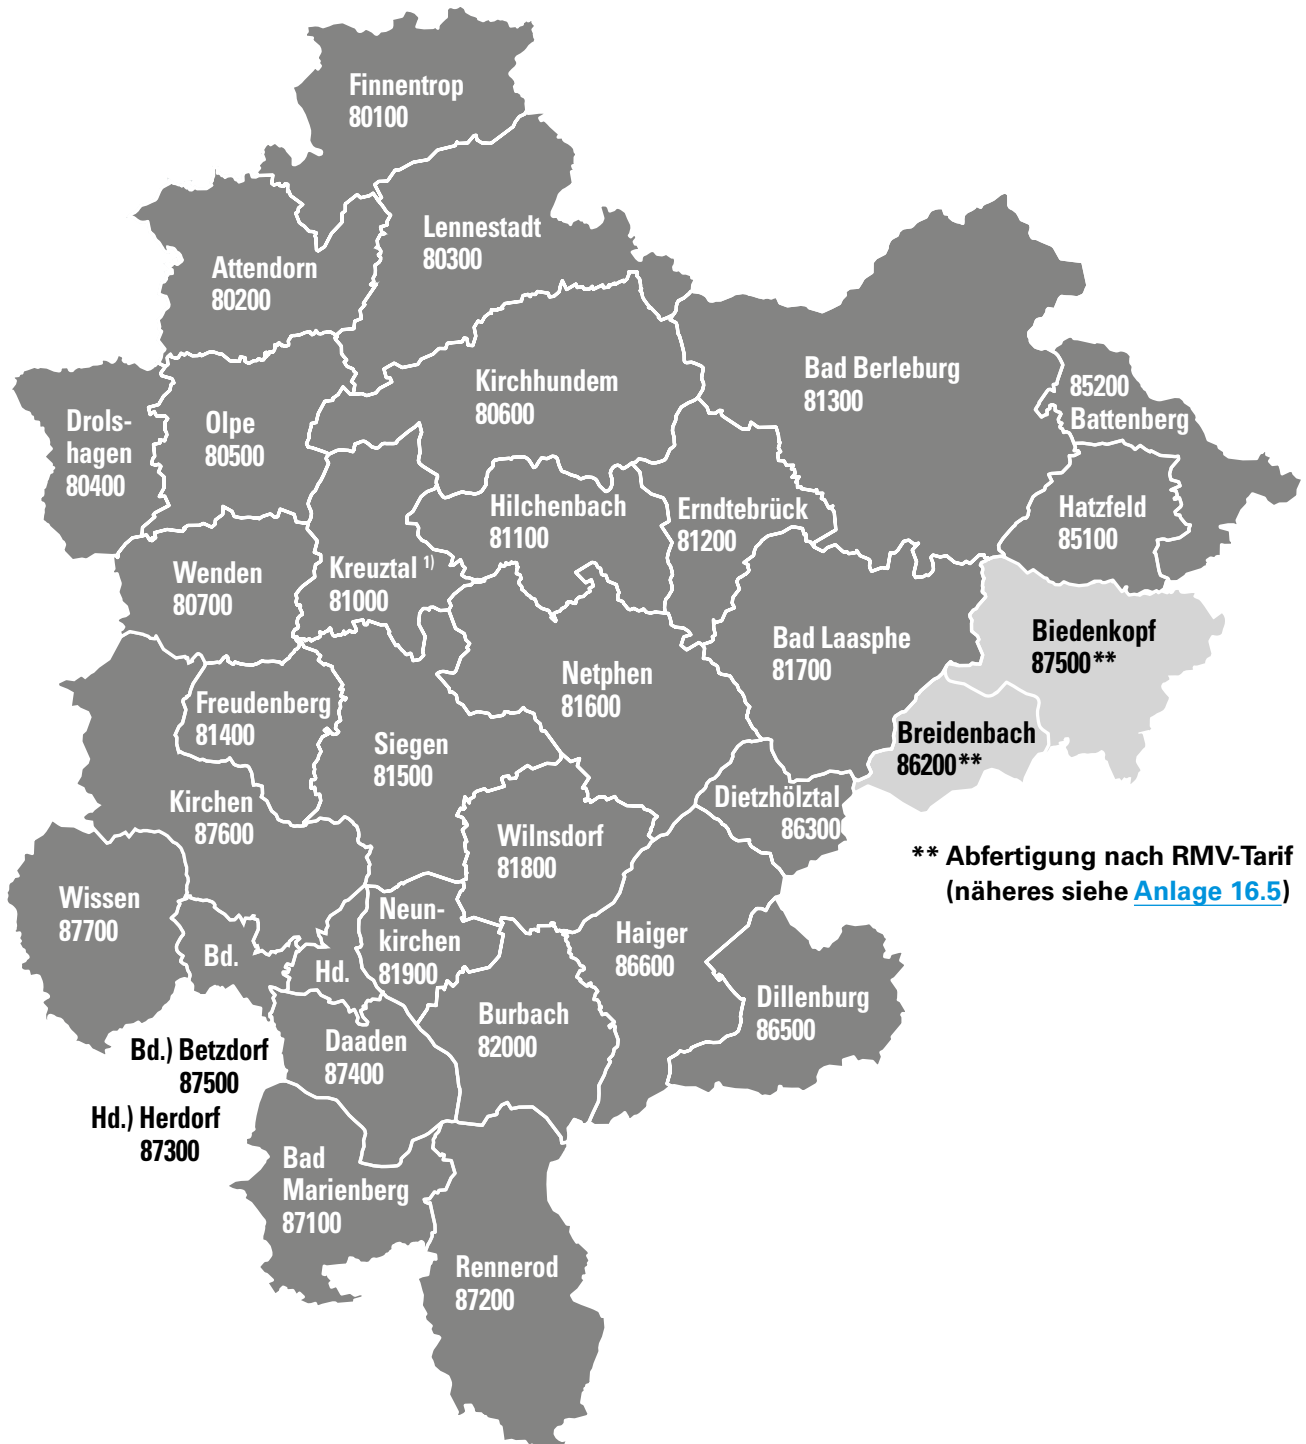 Finnentrop
80100
Lennestadt
80300
Attendorn
80200
Bad Berleburg
81300
Kirchhundem
80600
85200
Battenberg
Drols-
hagen
80400
Olpe
80500
Hilchenbach
81100
Erndtebrück
81200
Hatzfeld
85100
Wenden
80700
Kreuztal 1)
81000
Bad Laasphe
81700
Biedenkopf
87500**
Netphen
81600
Freudenberg
81400
Siegen
81500
Breidenbach
86200**
Dietzhölztal
86300
Kirchen
87600
Wilnsdorf
81800
** Abfertigung nach RMV-Tarif
(näheres siehe Anlage 16.5)
Wissen
87700
Neun-
kirchen
81900
Haiger
86600
Bd.
Hd.
Dillenburg
86500
Burbach
82000
Daaden
87400
Bd.) Betzdorf
87500
Hd.) Herdorf
87300
Bad
Marienberg
87100
Rennerod
87200